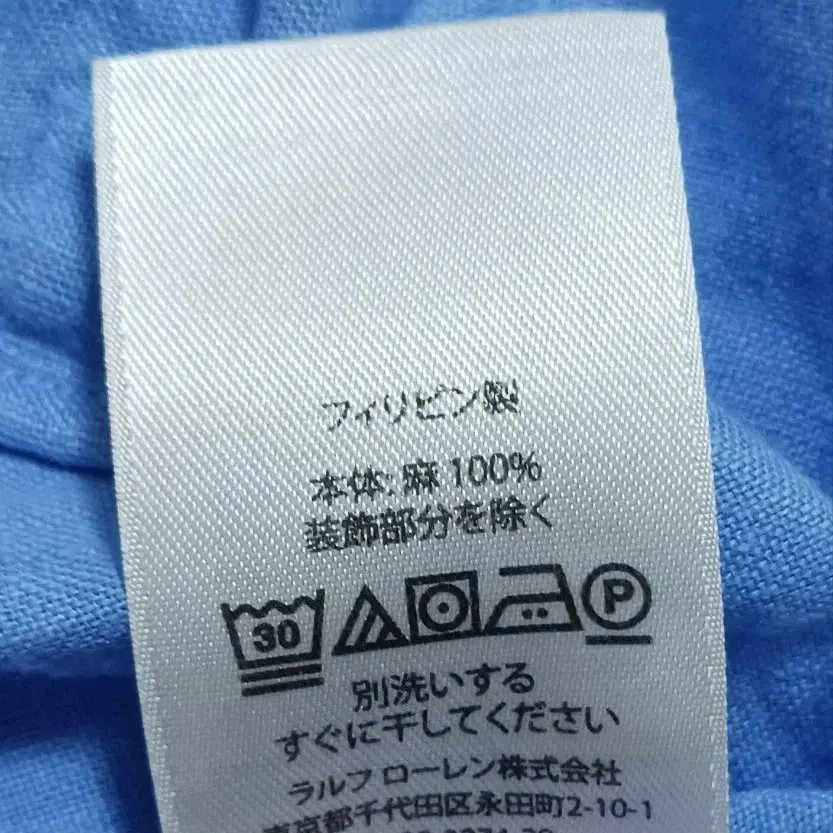 フィリピン製
本体: 麻 100%
装飾部分を除く
30 P
別洗いする
すぐに干してください
ラルフ ローレン株式会社
東京都千代田区永田町2-10-1